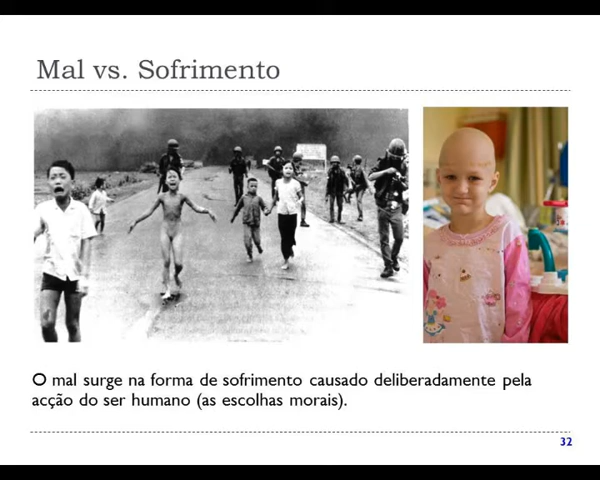 Mal vs. Sofrimento
O mal surge na forma de sofrimento causado deliberadamente pela
acção do ser humano (as escolhas morais).
32